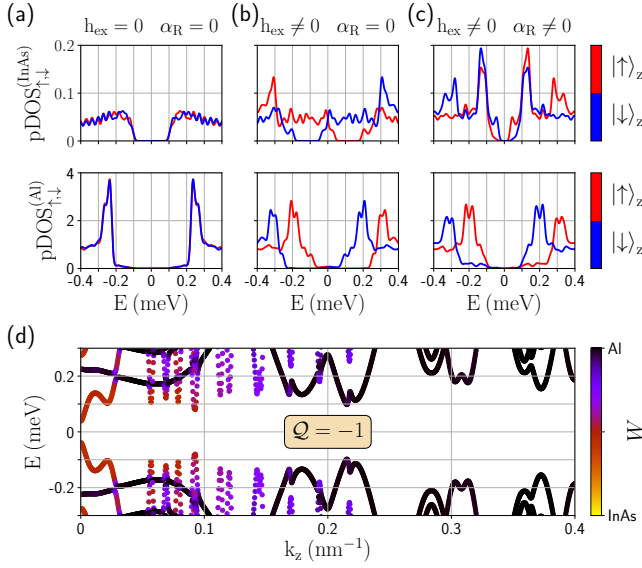 (a) (b) (c)
h_ex = 0 α_R = 0 h_ex ≠ 0 α_R = 0 h_ex ≠ 0 α_R ≠ 0
pDOS↑,↓^(InAs)
0.2
0.1
0
|↑⟩_z
|↓⟩_z
pDOS↑,↓^(Al)
4
2
0
|↑⟩_z
|↓⟩_z
-0.4 -0.2 0 0.2 0.4 -0.4 -0.2 0 0.2 0.4 -0.4 -0.2 0 0.2 0.4
E (meV) E (meV) E (meV)
(d)
E (meV)
0.2
0
-0.2
Q = −1
Al
W
InAs
0 0.1 0.2 0.3 0.4
k_z (nm⁻¹)